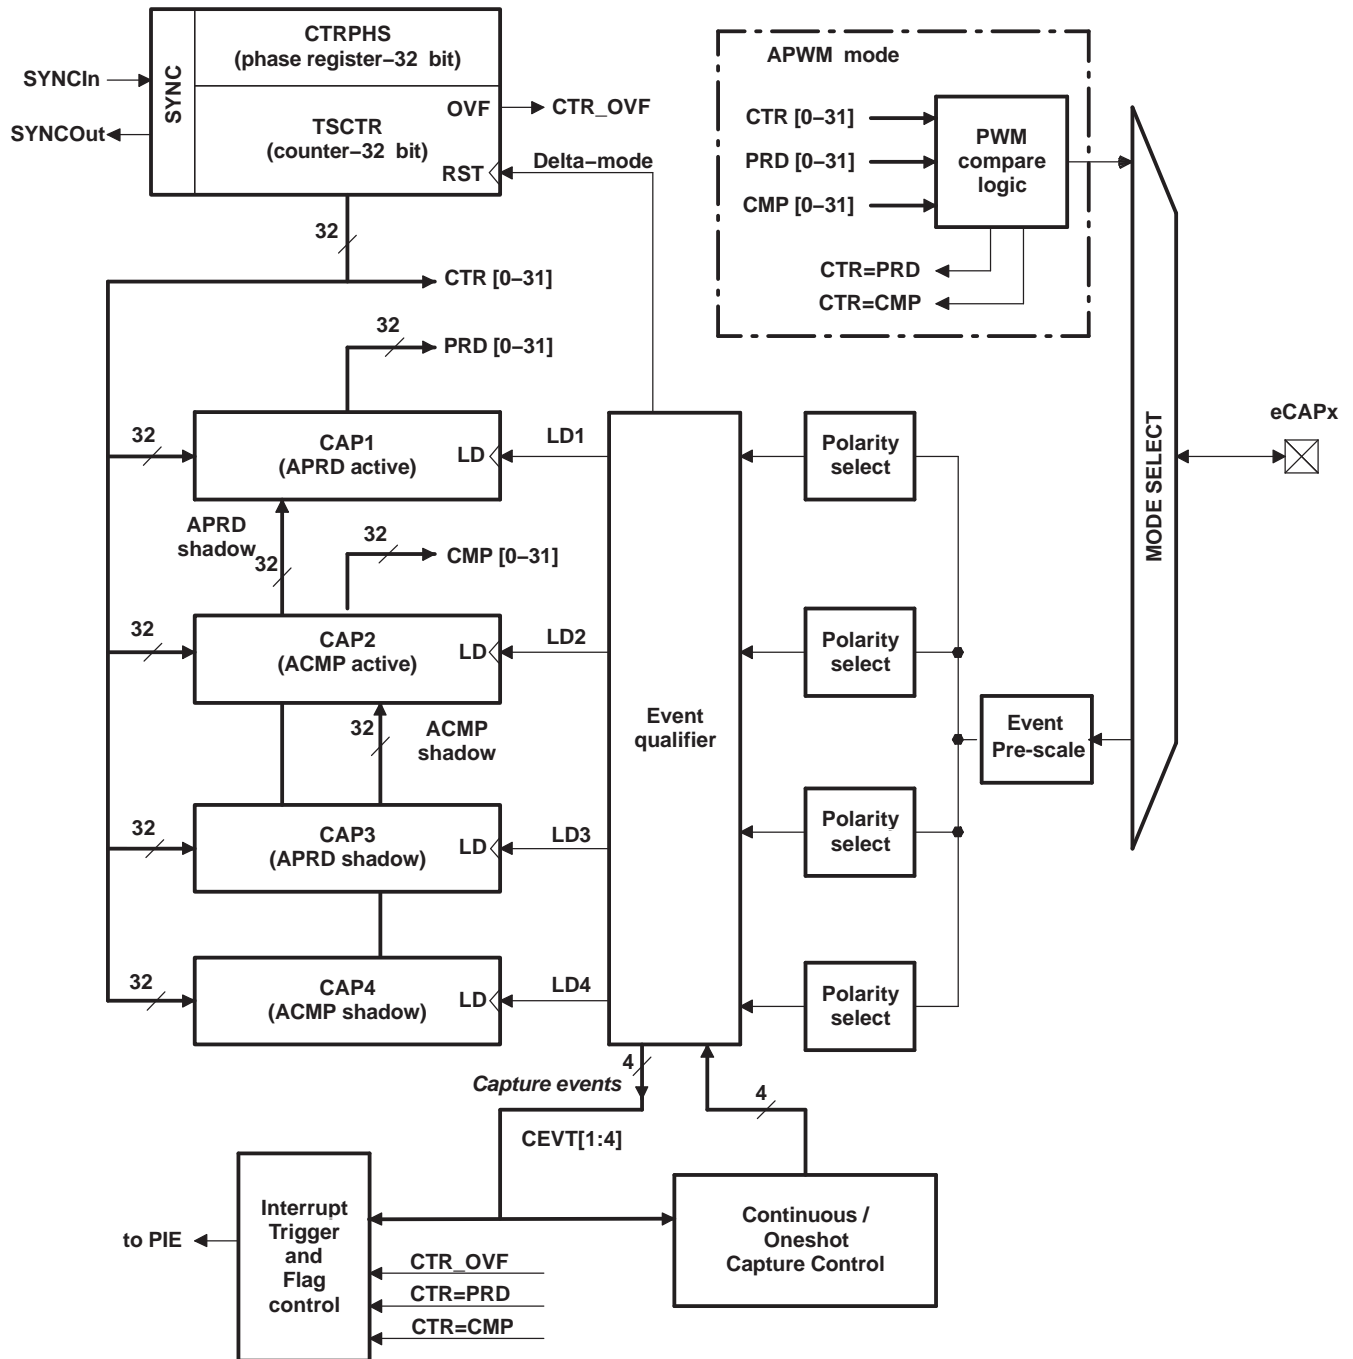 CTRPHS
(phase register−32 bit)
SYNCIn
SYNC
SYNCOut
OVF
CTR_OVF
TSCTR
(counter−32 bit)
RST
Delta−mode
32
CTR [0−31]
32
PRD [0−31]
APWM mode
CTR [0−31]
PRD [0−31]
CMP [0−31]
PWM
compare
logic
CTR=PRD
CTR=CMP
MODE SELECT
eCAPx
32
CAP1
(APRD active)
LD
LD1
Polarity
select
APRD
shadow
32
32
CMP [0−31]
32
CAP2
(ACMP active)
LD
LD2
Polarity
select
32
ACMP
shadow
Event
qualifier
Event
Pre-scale
32
CAP3
(APRD shadow)
LD
LD3
Polarity
select
32
CAP4
(ACMP shadow)
LD
LD4
Polarity
select
4
Capture events
4
CEVT[1:4]
Interrupt
Trigger
and
Flag
control
to PIE
CTR_OVF
CTR=PRD
CTR=CMP
Continuous /
Oneshot
Capture Control